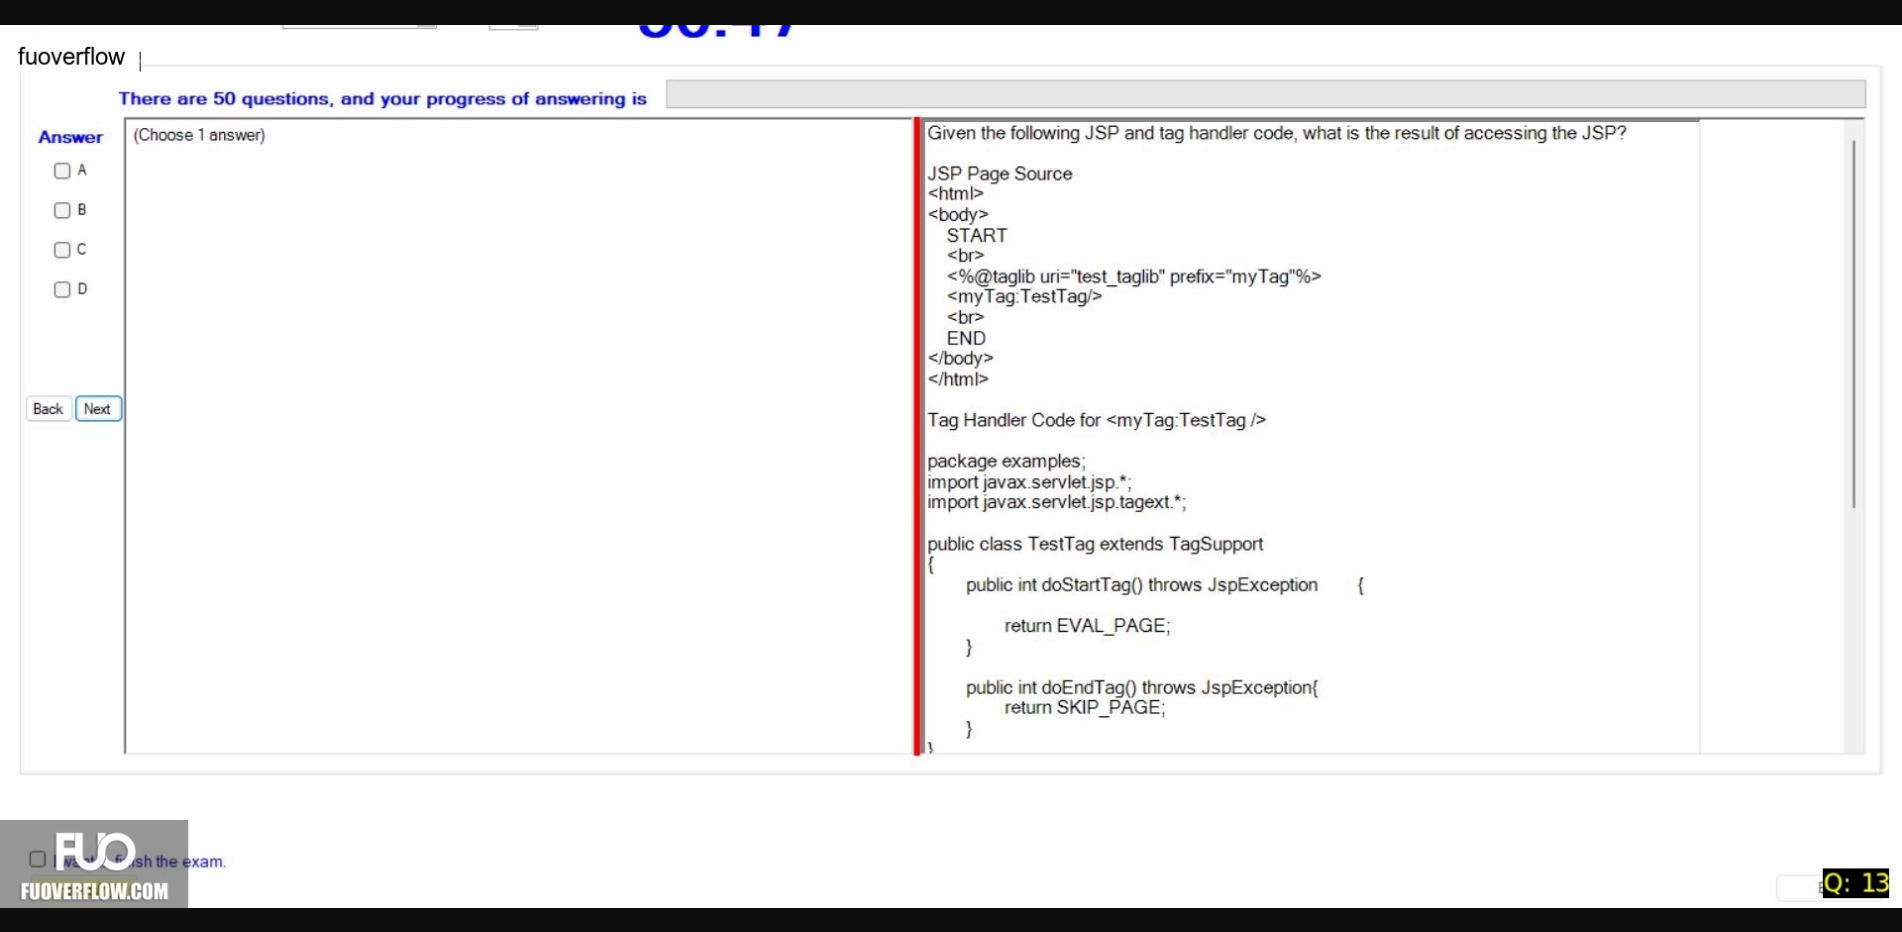 fuoverflow
There are 50 questions, and your progress of answering is
Answer
(Choose 1 answer)
A
B
C
D
Back Next
Given the following JSP and tag handler code, what is the result of accessing the JSP?
JSP Page Source
<html>
<body>
START
<br>
<%@taglib uri="test_taglib" prefix="myTag"%>
<myTag:TestTag/>
<br>
END
</body>
</html>
Tag Handler Code for <myTag:TestTag />
package examples;
import javax.servlet.jsp.*;
import javax.servlet.jsp.tagext.*;
public class TestTag extends TagSupport
{
public int doStartTag() throws JspException {
return EVAL_PAGE;
}
public int doEndTag() throws JspException{
return SKIP_PAGE;
}
}
FUO
the exam.
FUOVERFLOW.COM
Q: 13